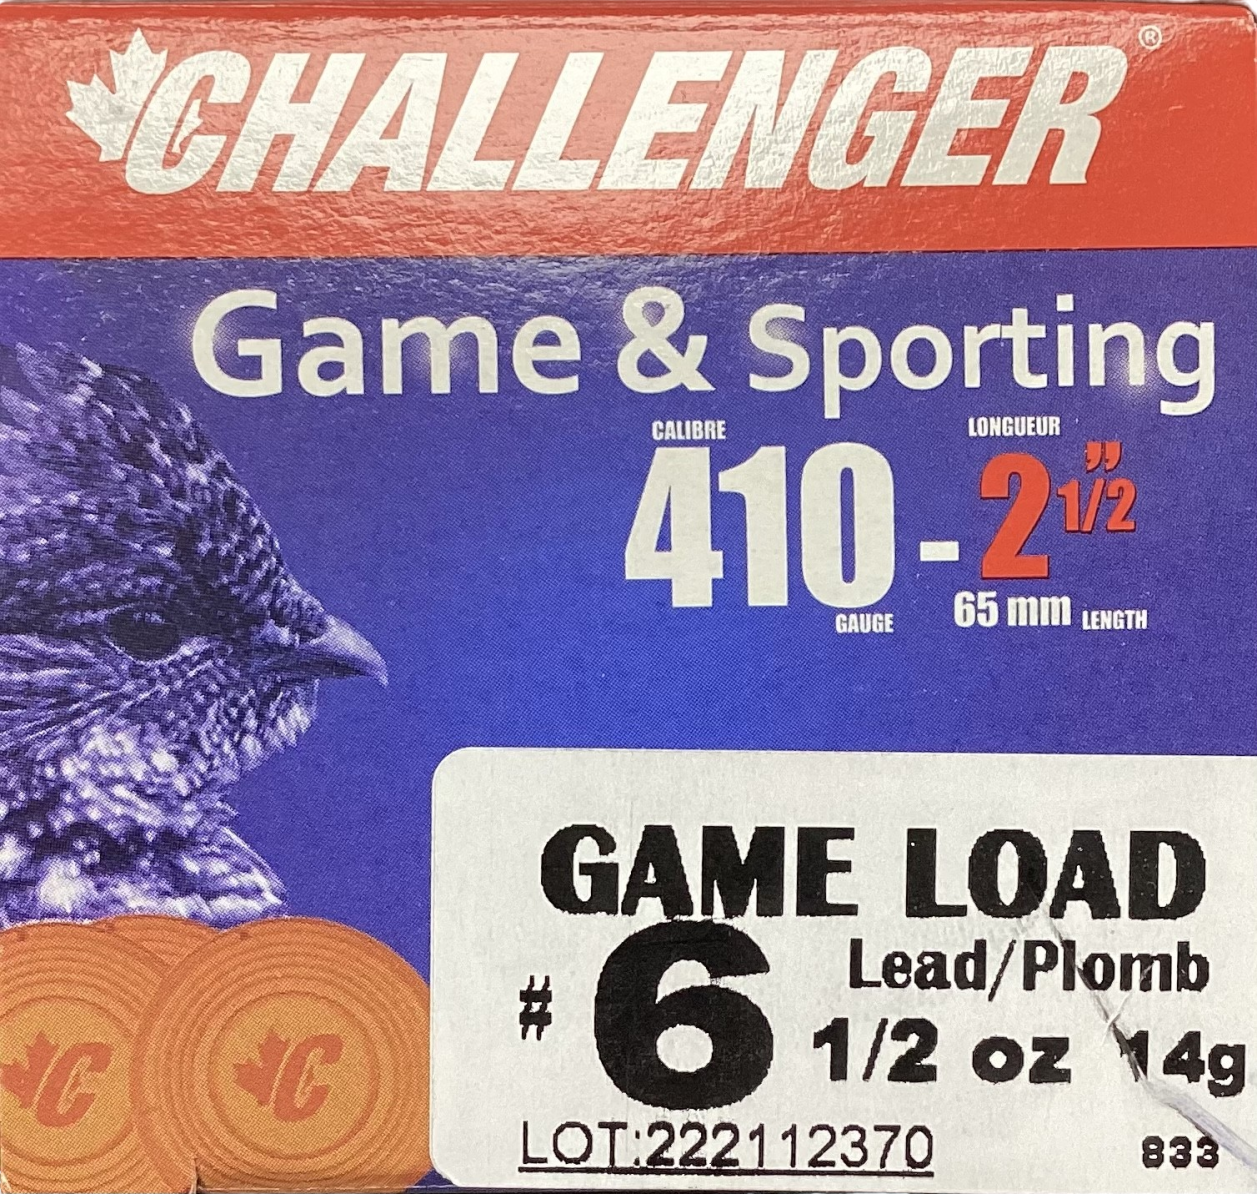 CHALLENGER®
Game & Sporting
CALIBRE LONGUEUR
410 - 2 1/2”
GAUGE 65 mm LENGTH
GAME LOAD
# 6 Lead/Plomb
1/2 oz 14g
LOT:222112370 833
C C